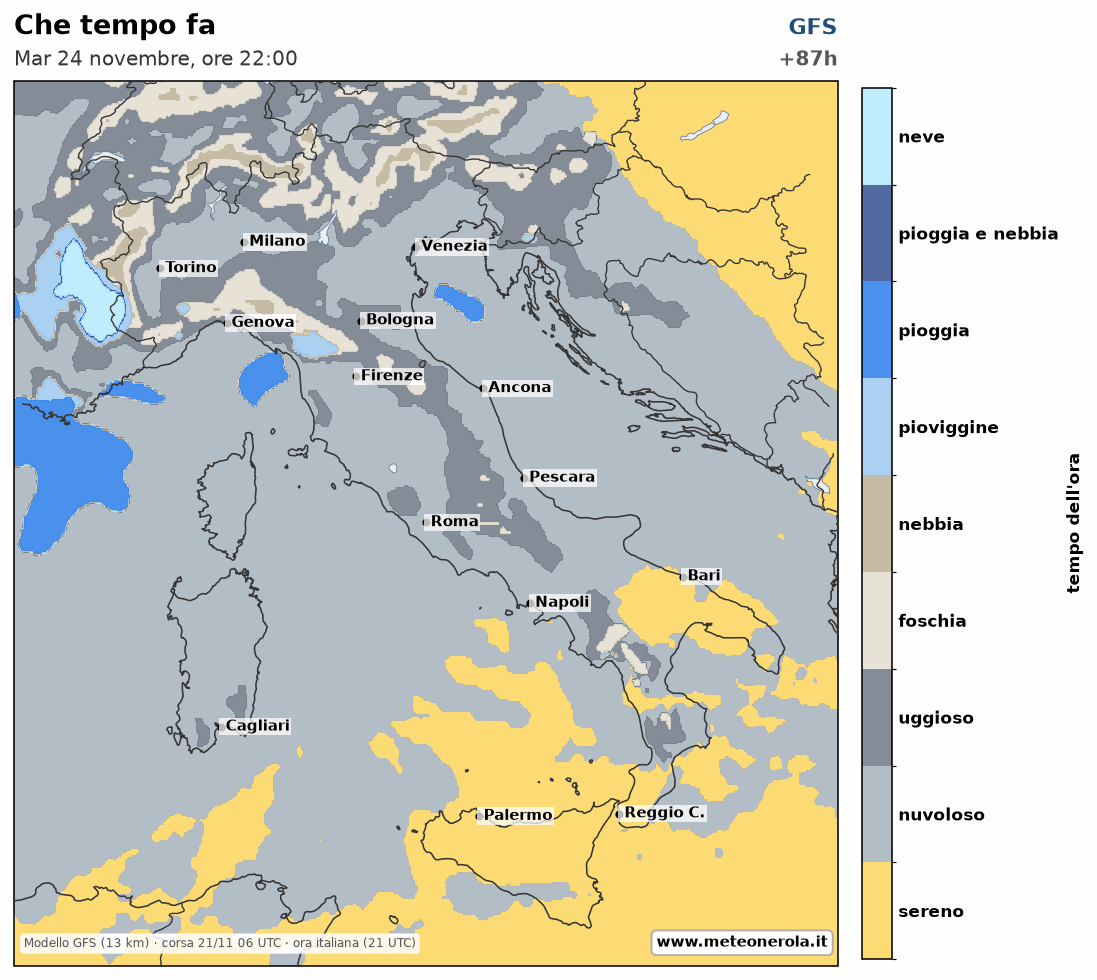 Che tempo fa
GFS
Mar 24 novembre, ore 22:00
+87h
neve
pioggia e nebbia
pioggia
pioviggine
nebbia
foschia
uggioso
nuvoloso
sereno
tempo dell'ora
Milano
Venezia
Torino
Genova
Bologna
Firenze
Ancona
Pescara
Roma
Bari
Napoli
Cagliari
Palermo
Reggio C.
Modello GFS (13 km) · corsa 21/11 06 UTC · ora italiana (21 UTC)
www.meteonerola.it